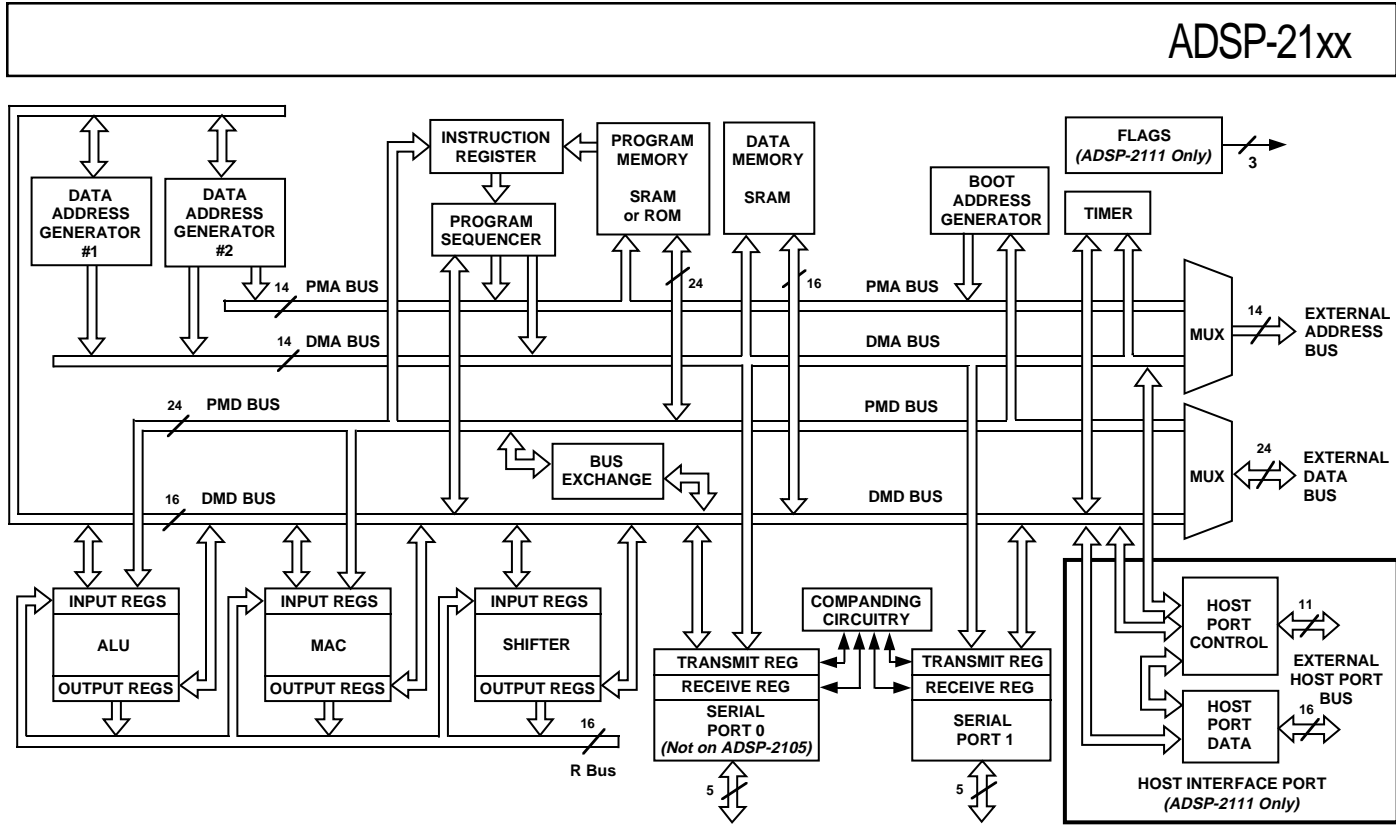 ADSP-21xx
DATA
ADDRESS
GENERATOR
#1
DATA
ADDRESS
GENERATOR
#2
INSTRUCTION
REGISTER
PROGRAM
SEQUENCER
PROGRAM
MEMORY
SRAM
or ROM
DATA
MEMORY
SRAM
BOOT
ADDRESS
GENERATOR
TIMER
FLAGS
(ADSP-2111 Only)
3
14
PMA BUS
24
16
PMA BUS
14
DMA BUS
DMA BUS
MUX
14
EXTERNAL
ADDRESS
BUS
24
PMD BUS
PMD BUS
BUS
EXCHANGE
16
DMD BUS
DMD BUS
MUX
24
EXTERNAL
DATA
BUS
INPUT REGS
ALU
OUTPUT REGS
INPUT REGS
MAC
OUTPUT REGS
INPUT REGS
SHIFTER
OUTPUT REGS
16
R Bus
COMPANDING
CIRCUITRY
TRANSMIT REG
RECEIVE REG
SERIAL
PORT 0
(Not on ADSP-2105)
5
TRANSMIT REG
RECEIVE REG
SERIAL
PORT 1
5
HOST
PORT
CONTROL
11
EXTERNAL
HOST PORT
BUS
HOST
PORT
DATA
16
HOST INTERFACE PORT
(ADSP-2111 Only)